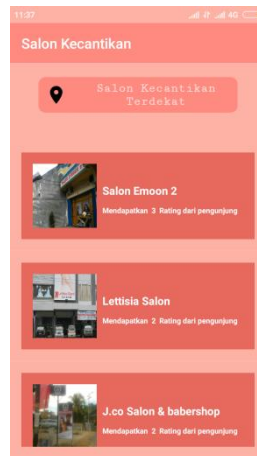 11:37
4G
Salon Kecantikan
Salon Kecantikan
Terdekat
Salon Emoon 2
Mendapatkan 3 Rating dari pengunjung
Lettisia Salon
Mendapatkan 2 Rating dari pengunjung
J.co Salon & babershop
Mendapatkan 2 Rating dari pengunjung